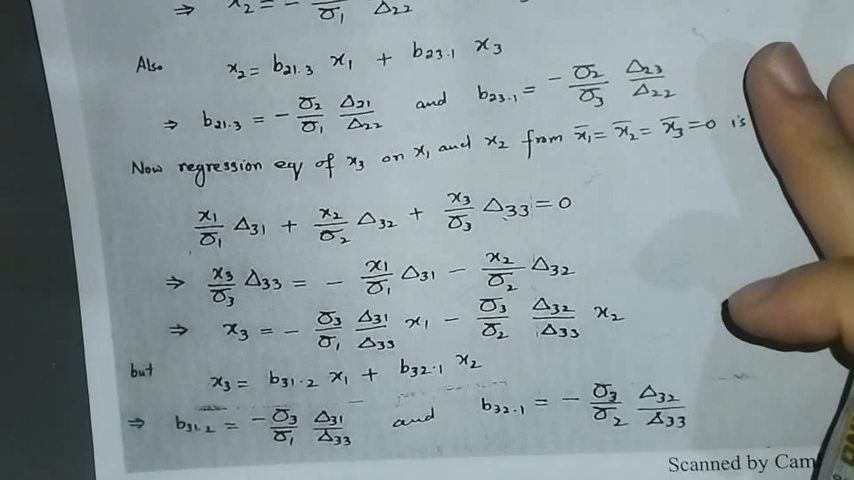 ⇒ x₂ = - /σ₁ Δ₂₂
Also x₂ = b₂₁.₃ x₁ + b₂₃.₁ x₃
⇒ b₂₁.₃ = - σ₂/σ₁ Δ₂₁/Δ₂₂ and b₂₃.₁ = - σ₂/σ₃ Δ₂₃/Δ₂₂
Now regression eq of x₃ on x₁ and x₂ from x̄₁ = x̄₂ = x̄₃ = 0 is
x₁/σ₁ Δ₃₁ + x₂/σ₂ Δ₃₂ + x₃/σ₃ Δ₃₃ = 0
⇒ x₃/σ₃ Δ₃₃ = - x₁/σ₁ Δ₃₁ - x₂/σ₂ Δ₃₂
⇒ x₃ = - σ₃/σ₁ Δ₃₁/Δ₃₃ x₁ - σ₃/σ₂ Δ₃₂/Δ₃₃ x₂
but x₃ = b₃₁.₂ x₁ + b₃₂.₁ x₂
⇒ b₃₁.₂ = - σ₃/σ₁ Δ₃₁/Δ₃₃ and b₃₂.₁ = - σ₃/σ₂ Δ₃₂/Δ₃₃
Scanned by Cam